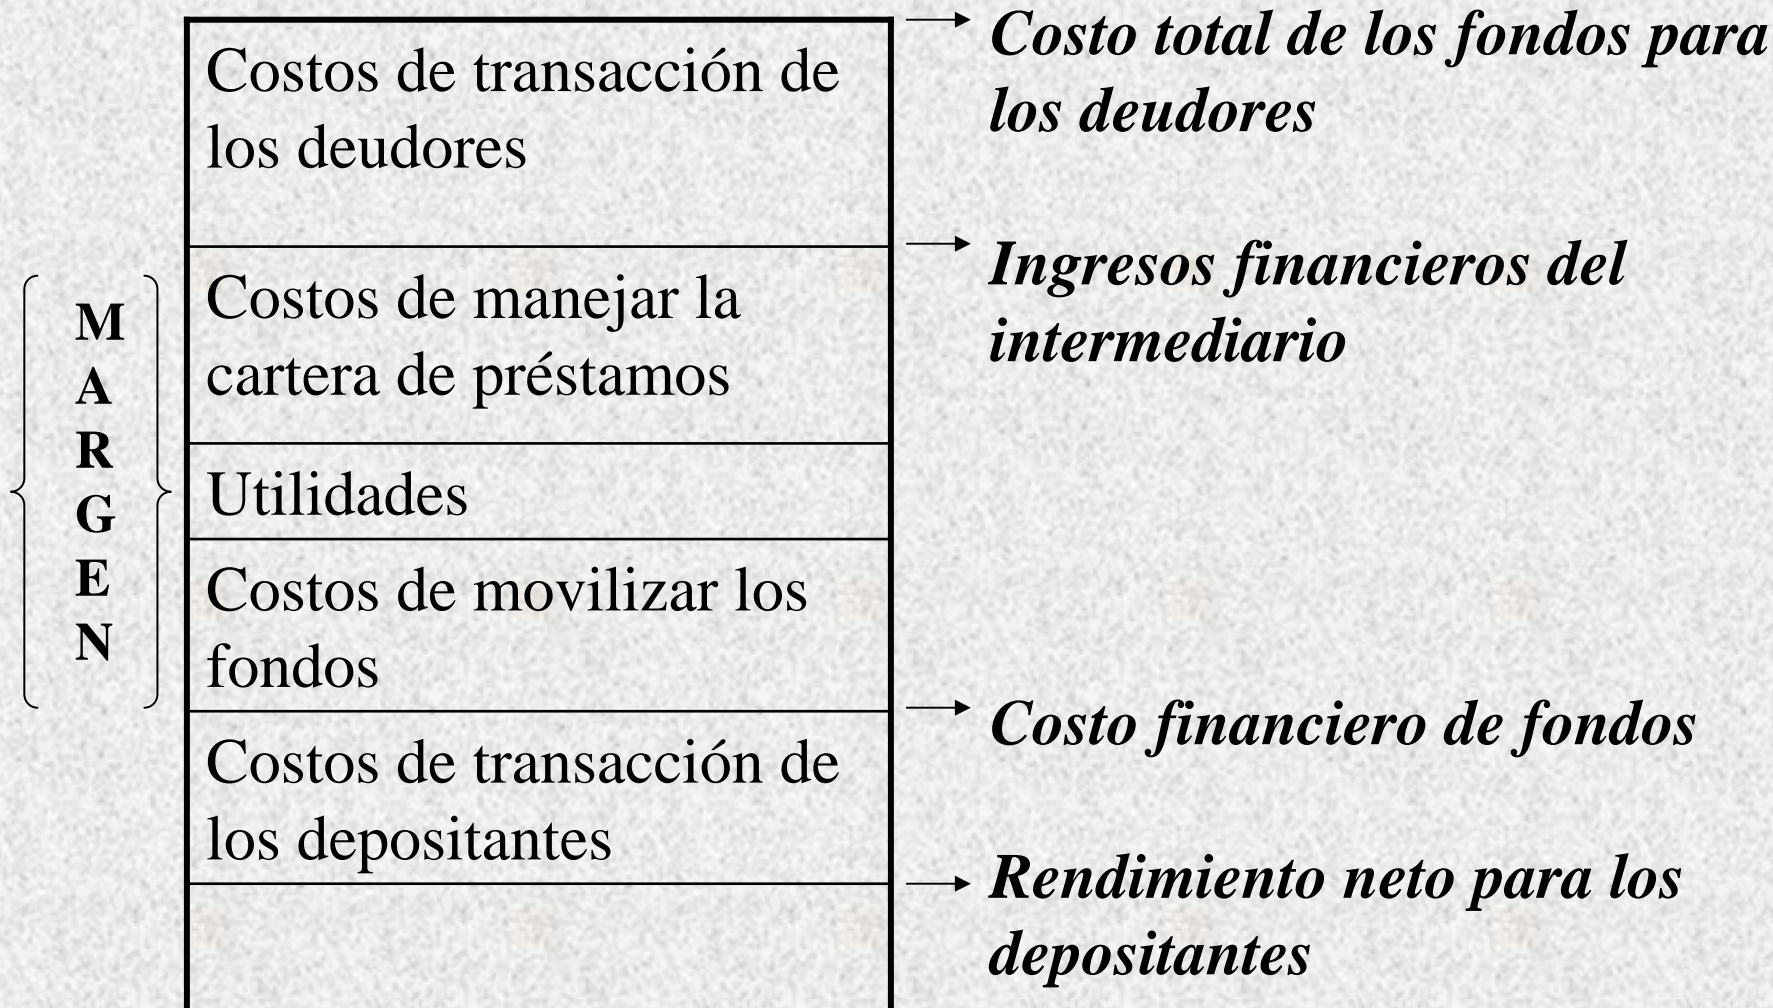 Costos de transacción de
los deudores
Costo total de los fondos para
los deudores
M
A
R
G
E
N
Costos de manejar la
cartera de préstamos
Ingresos financieros del
intermediario
Utilidades
Costos de movilizar los
fondos
Costo financiero de fondos
Costos de transacción de
los depositantes
Rendimiento neto para los
depositantes